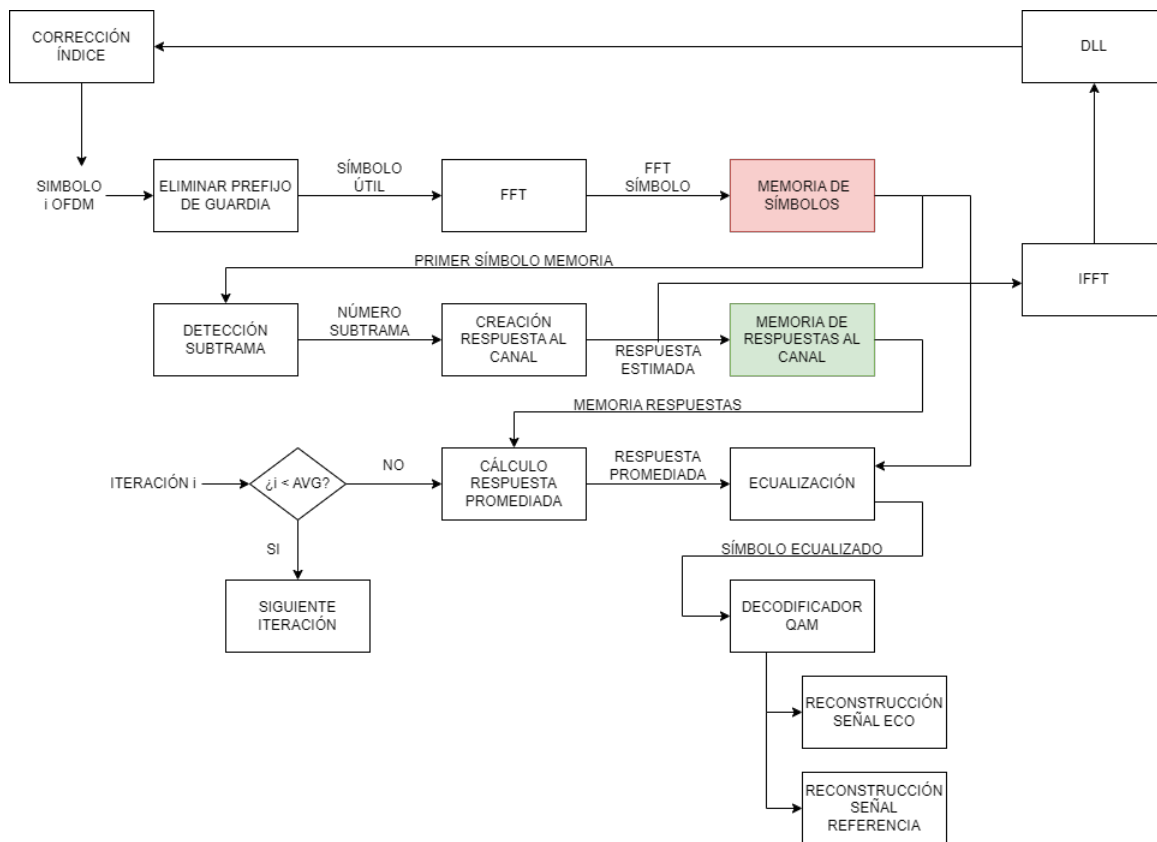 CORRECCIÓN
ÍNDICE
DLL
SIMBOLO
i OFDM
ELIMINAR PREFIJO
DE GUARDIA
SÍMBOLO
ÚTIL
FFT
FFT
SÍMBOLO
MEMORIA DE
SÍMBOLOS
IFFT
PRIMER SÍMBOLO MEMORIA
DETECCIÓN
SUBTRAMA
NÚMERO
SUBTRAMA
CREACIÓN
RESPUESTA AL
CANAL
RESPUESTA
ESTIMADA
MEMORIA DE
RESPUESTAS AL
CANAL
MEMORIA RESPUESTAS
ITERACIÓN i
¿i < AVG?
NO
CÁLCULO
RESPUESTA
PROMEDIADA
RESPUESTA
PROMEDIADA
ECUALIZACIÓN
SI
SÍMBOLO ECUALIZADO
SIGUIENTE
ITERACIÓN
DECODIFICADOR
QAM
RECONSTRUCCIÓN
SEÑAL ECO
RECONSTRUCCIÓN
SEÑAL
REFERENCIA